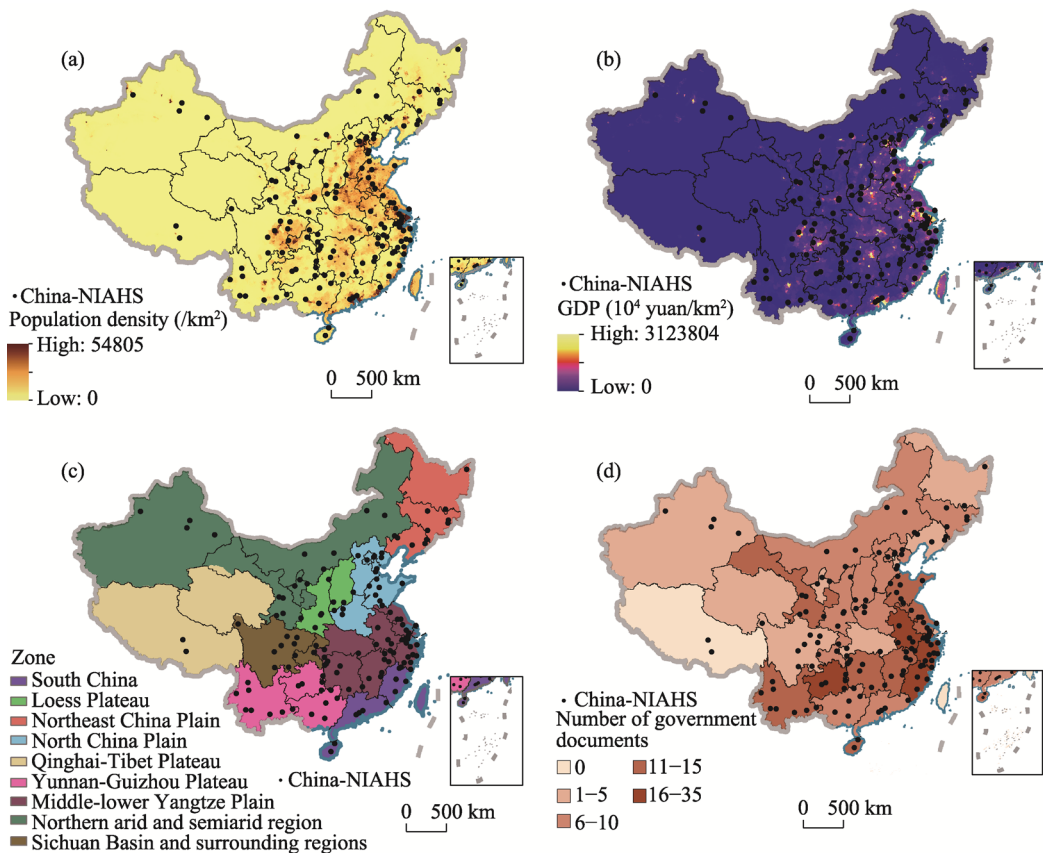 (a)
• China-NIAHS
Population density (/km²)
High: 54805
Low: 0
0 500 km
(b)
• China-NIAHS
GDP (10⁴ yuan/km²)
High: 3123804
Low: 0
0 500 km
(c)
Zone
South China
Loess Plateau
Northeast China Plain
North China Plain
Qinghai-Tibet Plateau
Yunnan-Guizhou Plateau
Middle-lower Yangtze Plain
Northern arid and semiarid region
Sichuan Basin and surrounding regions
• China-NIAHS
0 500 km
(d)
• China-NIAHS
Number of government
documents
0
1−5
6−10
11−15
16−35
0 500 km